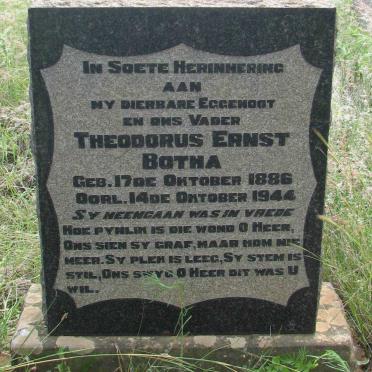 In Soete Herinnering
aan
my dierbare Eggenoot
en ons Vader
Theodorus Ernst
Botha
Geb. 17de Oktober 1886
Oorl. 14de Oktober 1944
Sy heengaan was in vrede
Hoe pynlik is die wond O Heer,
Ons sien sy graf, maar hom nie
meer. Sy plek is leeg, Sy stem is
stil, Ons swyg O Heer dit was U
wil.